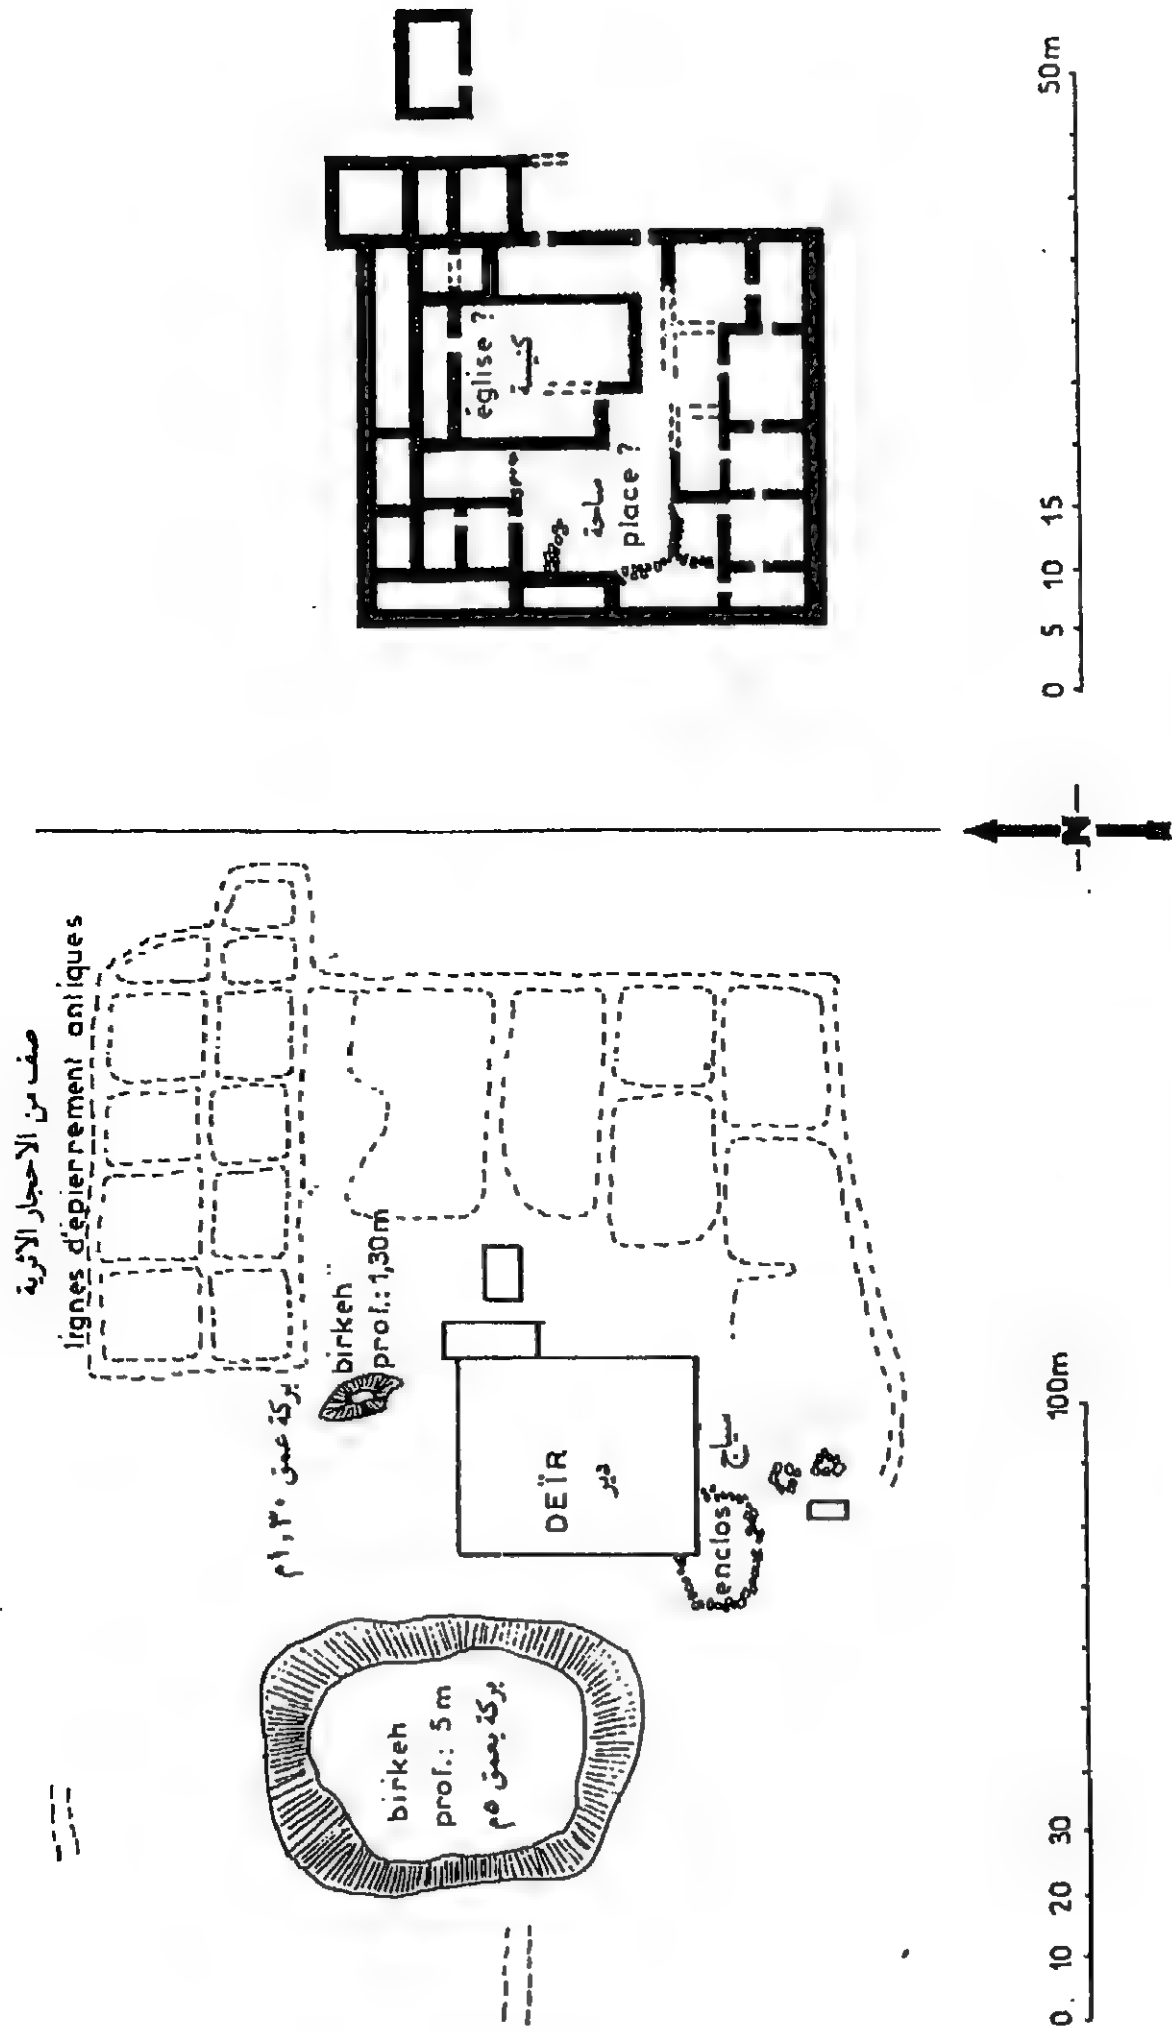 صف من الاحجار الاثرية
lignes d'épierrement antiques
بركة عمق ١,٣٠م
birkeh
prof.: 1,30m
DEÏR
دير
سياج
enclos
birkeh
prof.: 5 m
بركة بعمق ٥م
0 10 20 30 100m
N
église ?
كنيسة
ساحة
place ?
0 5 10 15 50m